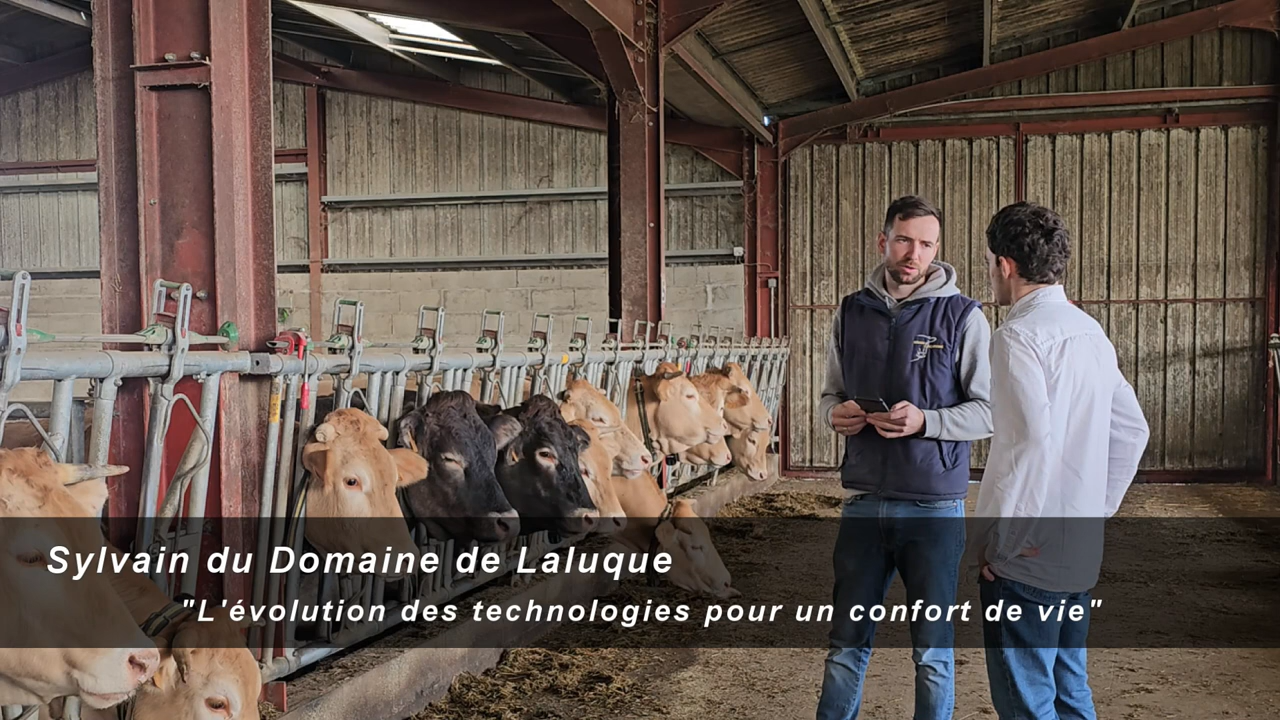 Sylvain du Domaine de Laluque
"L'évolution des technologies pour un confort de vie"